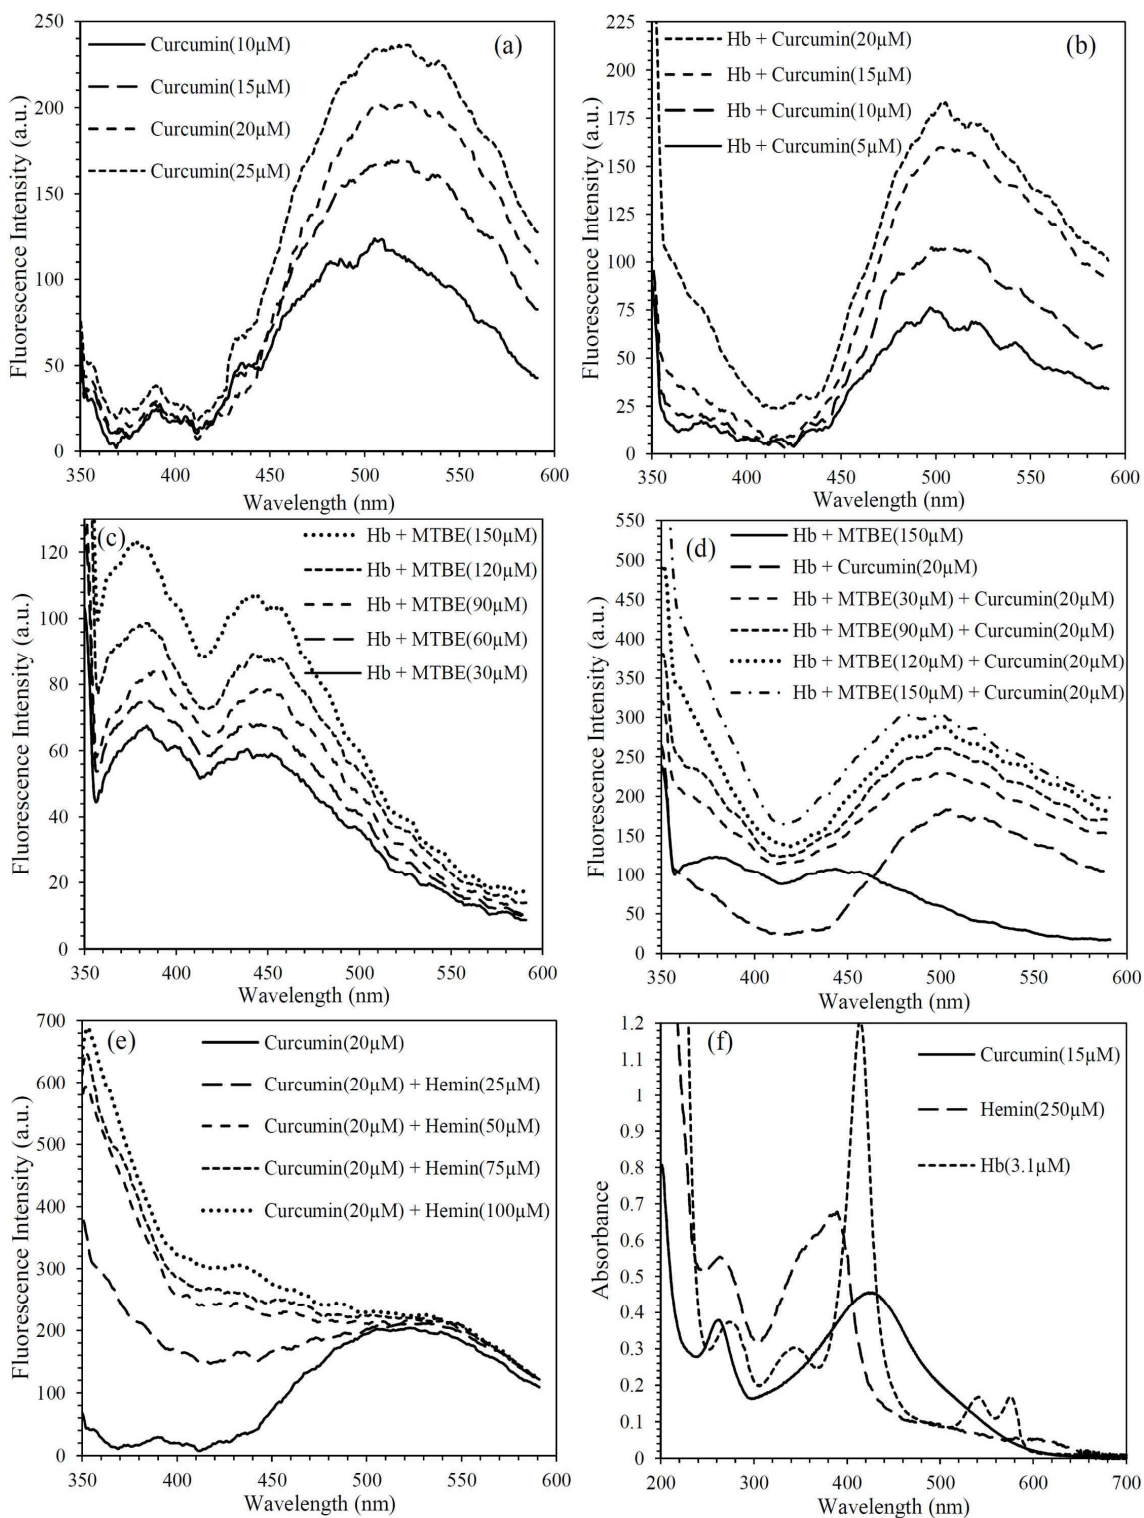 (a)
Curcumin(10µM)
Curcumin(15µM)
Curcumin(20µM)
Curcumin(25µM)
Fluorescence Intensity (a.u.)
250
200
150
100
50
0
350 400 450 500 550 600
Wavelength (nm)
(b)
Hb + Curcumin(20µM)
Hb + Curcumin(15µM)
Hb + Curcumin(10µM)
Hb + Curcumin(5µM)
Fluorescence Intensity (a.u.)
225
200
175
150
125
100
75
50
25
0
350 400 450 500 550 600
Wavelength (nm)
(c)
Hb + MTBE(150µM)
Hb + MTBE(120µM)
Hb + MTBE(90µM)
Hb + MTBE(60µM)
Hb + MTBE(30µM)
Fluorescence Intensity (a.u.)
120
100
80
60
40
20
0
350 400 450 500 550 600
Wavelength (nm)
(d)
Hb + MTBE(150µM)
Hb + Curcumin(20µM)
Hb + MTBE(30µM) + Curcumin(20µM)
Hb + MTBE(90µM) + Curcumin(20µM)
Hb + MTBE(120µM) + Curcumin(20µM)
Hb + MTBE(150µM) + Curcumin(20µM)
Fluorescence Intensity (a.u.)
550
500
450
400
350
300
250
200
150
100
50
0
350 400 450 500 550 600
Wavelength (nm)
(e)
Curcumin(20µM)
Curcumin(20µM) + Hemin(25µM)
Curcumin(20µM) + Hemin(50µM)
Curcumin(20µM) + Hemin(75µM)
Curcumin(20µM) + Hemin(100µM)
Fluorescence Intensity (a.u.)
700
600
500
400
300
200
100
0
350 400 450 500 550 600
Wavelength (nm)
(f)
Curcumin(15µM)
Hemin(250µM)
Hb(3.1µM)
Absorbance
1.2
1.1
1
0.9
0.8
0.7
0.6
0.5
0.4
0.3
0.2
0.1
0
200 300 400 500 600 700
Wavelength (nm)